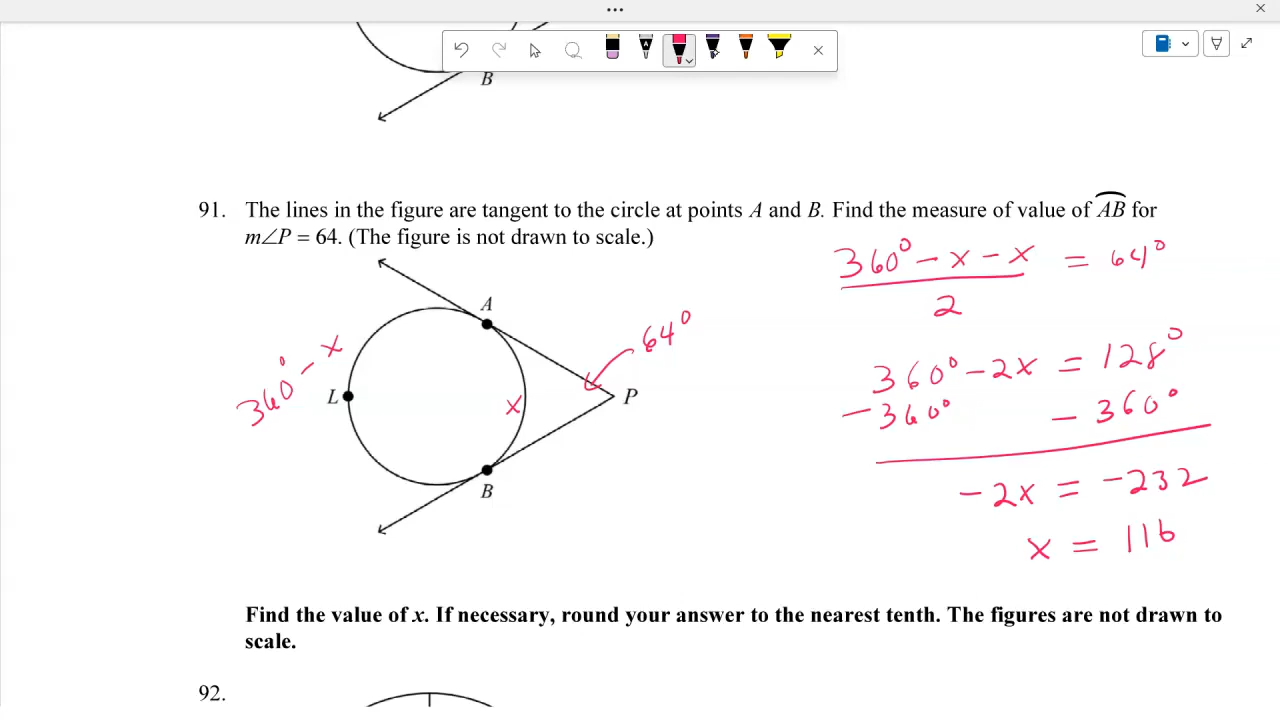 B
91. The lines in the figure are tangent to the circle at points A and B. Find the measure of value of AB for
m∠P = 64. (The figure is not drawn to scale.)
360° - x - x = 64°
2
A
64°
360° - x
360° - 2x = 128°
L
x
P
- 360° - 360°
B
- 2x = -232
x = 116
Find the value of x. If necessary, round your answer to the nearest tenth. The figures are not drawn to
scale.
92.